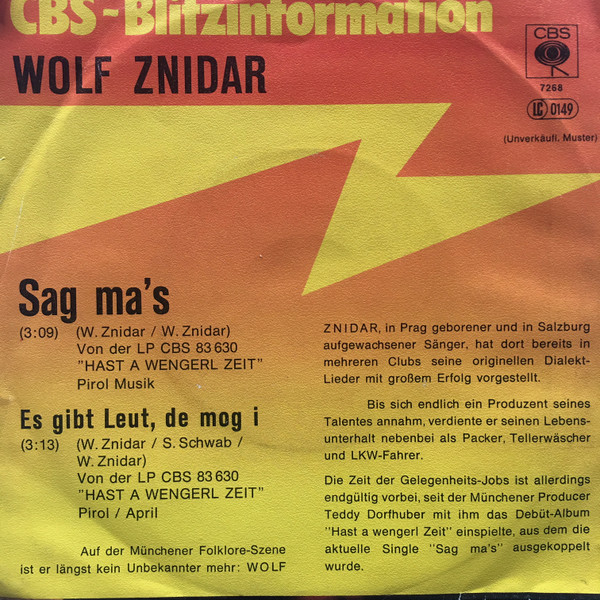 CBS-Blitzinformation
WOLF ZNIDAR
CBS
7268
LC 0149
(Unverkäufl. Muster)
Sag ma's
(3:09) (W. Znidar / W. Znidar)
Von der LP CBS 83 630
"HAST A WENGERL ZEIT"
Pirol Musik
Es gibt Leut, de mog i
(3:13) (W. Znidar / S. Schwab /
W. Znidar)
Von der LP CBS 83 630
"HAST A WENGERL ZEIT"
Pirol / April
Auf der Münchener Folklore-Szene
ist er längst kein Unbekannter mehr: WOLF
ZNIDAR, in Prag geborener und in Salzburg
aufgewachsener Sänger, hat dort bereits in
mehreren Clubs seine originellen Dialekt-
Lieder mit großem Erfolg vorgestellt.
Bis sich endlich ein Produzent seines
Talentes annahm, verdiente er seinen Lebens-
unterhalt nebenbei als Packer, Tellerwäscher
und LKW-Fahrer.
Die Zeit der Gelegenheits-Jobs ist allerdings
endgültig vorbei, seit der Münchener Producer
Teddy Dorfhuber mit ihm das Debüt-Album
"Hast a wengerl Zeit" einspielte, aus dem die
aktuelle Single "Sag ma's" ausgekoppelt
wurde.